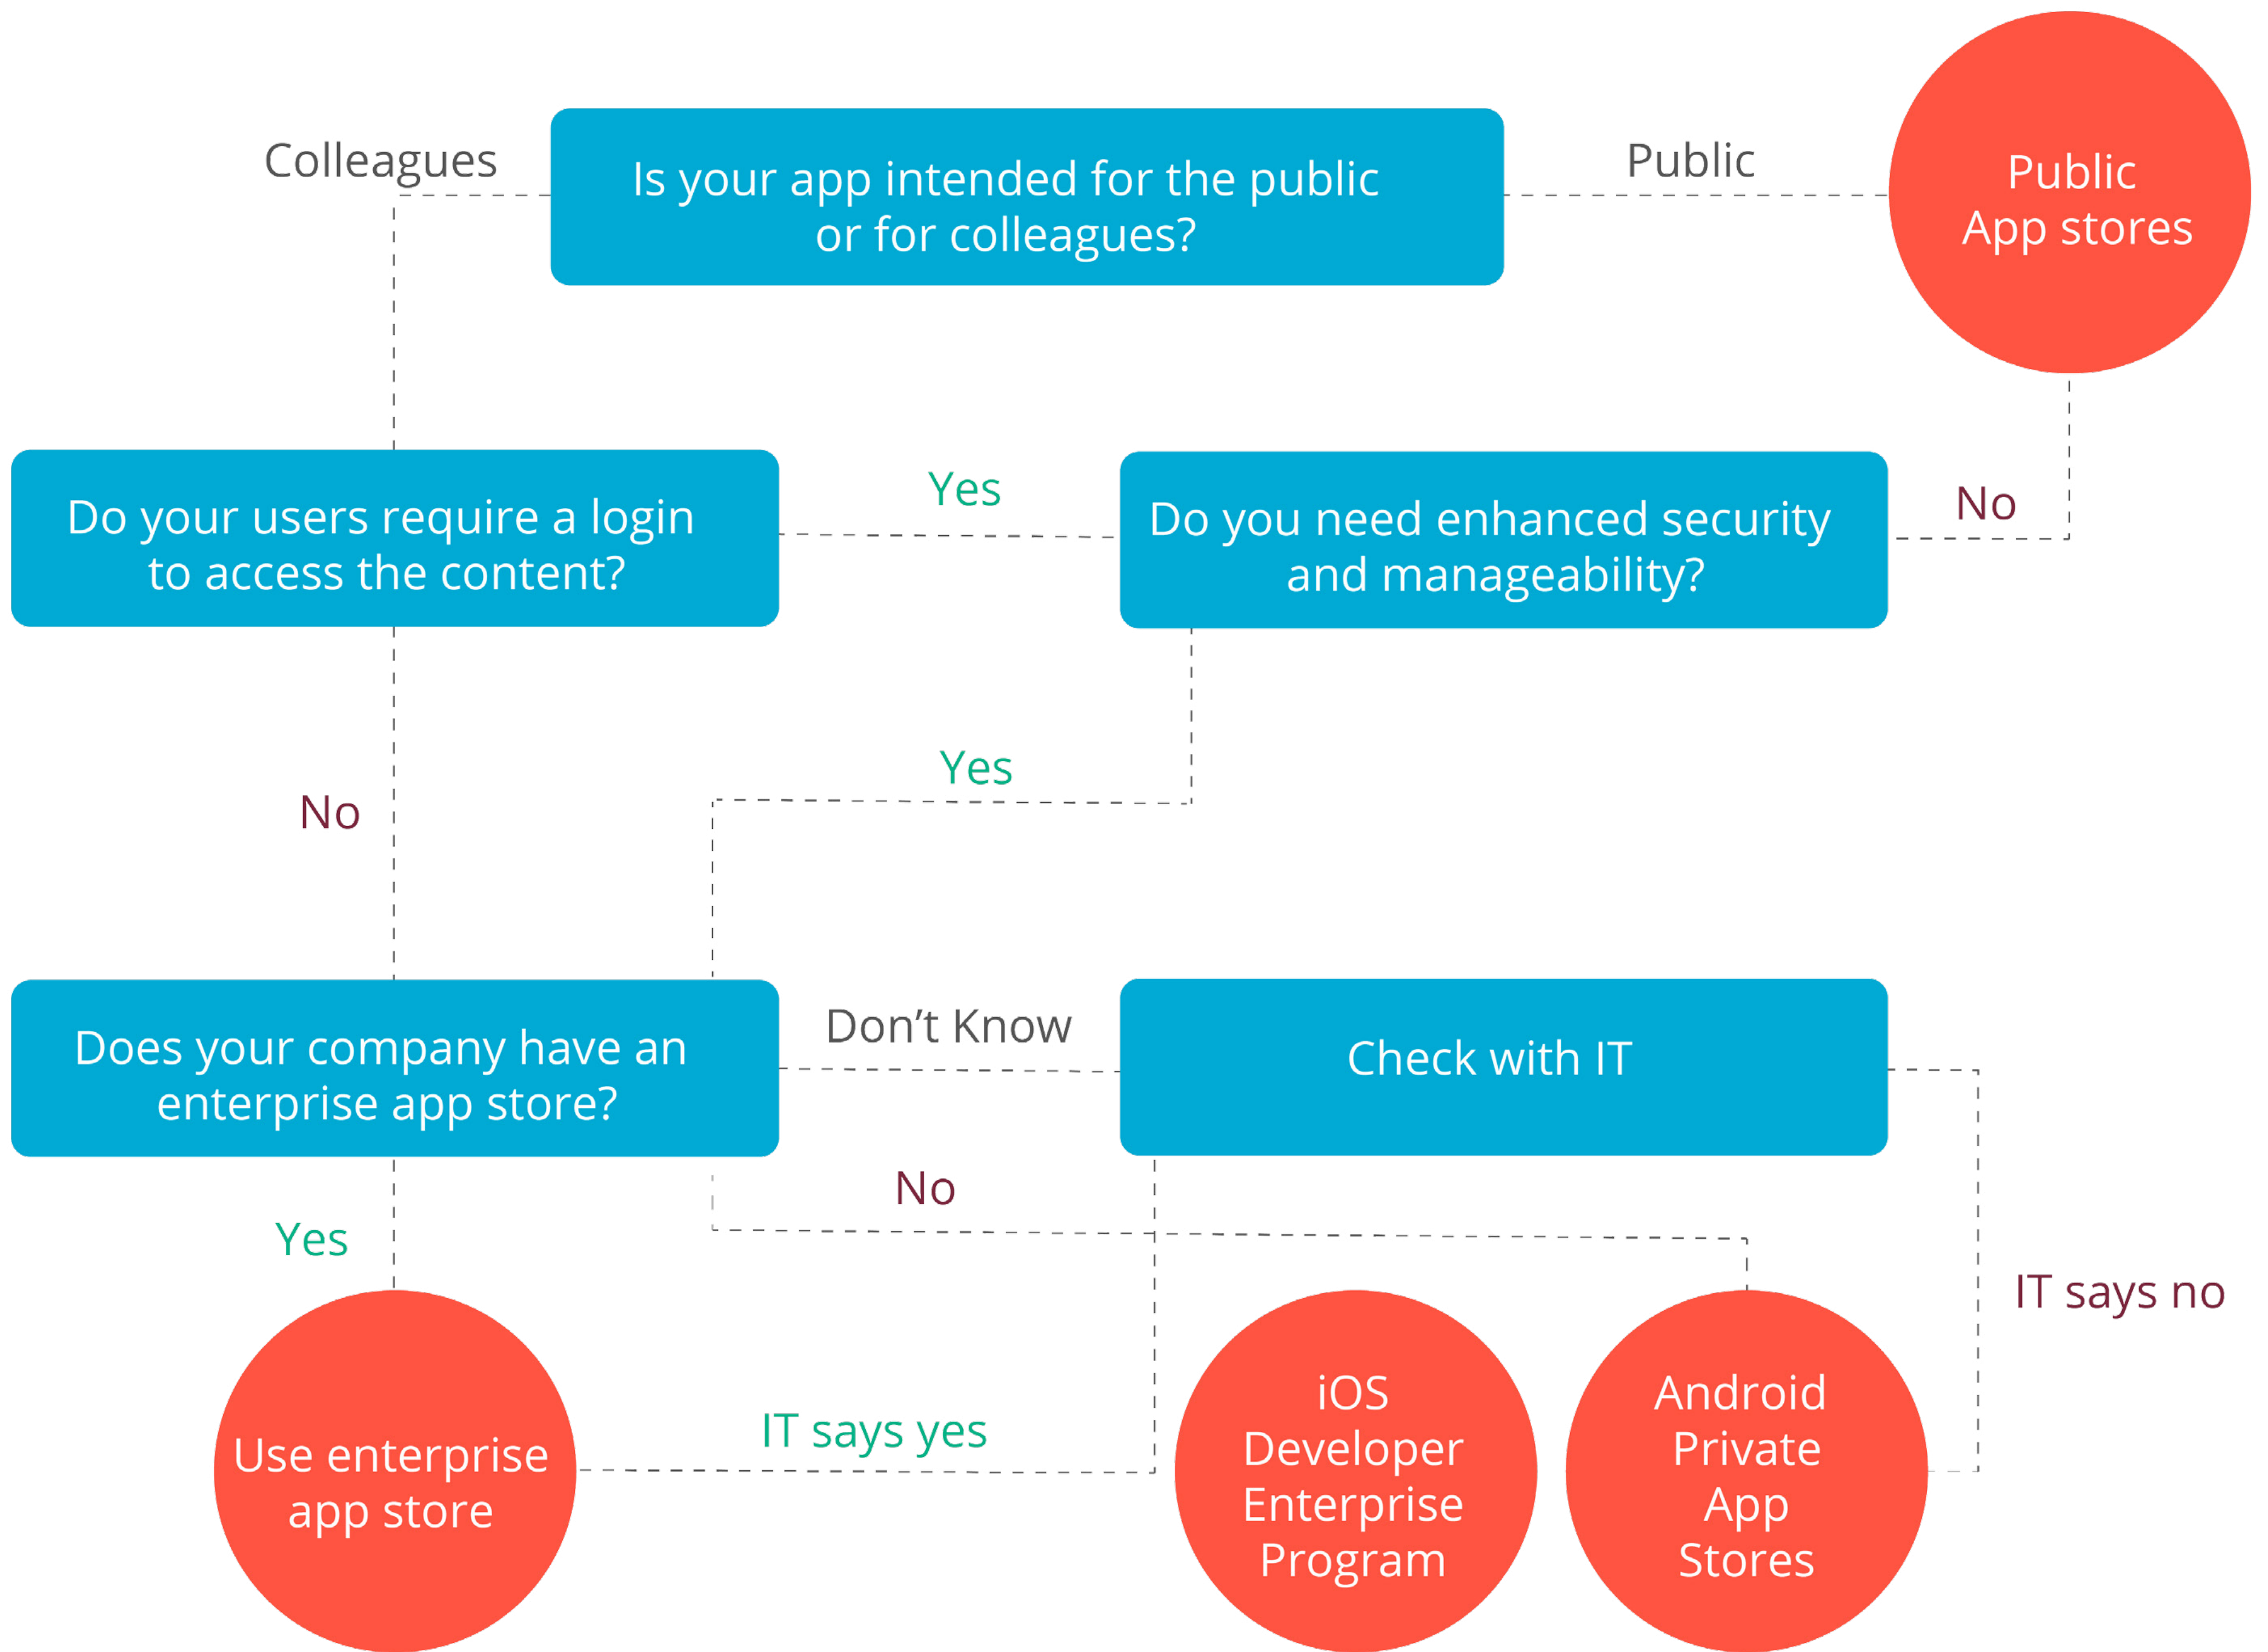 Colleagues
Is your app intended for the public
or for colleagues?
Public
Public
App stores
Do your users require a login
to access the content?
Yes
Do you need enhanced security
and manageability?
No
Yes
No
Does your company have an
enterprise app store?
Don’t Know
Check with IT
No
Yes
IT says no
Use enterprise
app store
IT says yes
iOS
Developer
Enterprise
Program
Android
Private
App
Stores